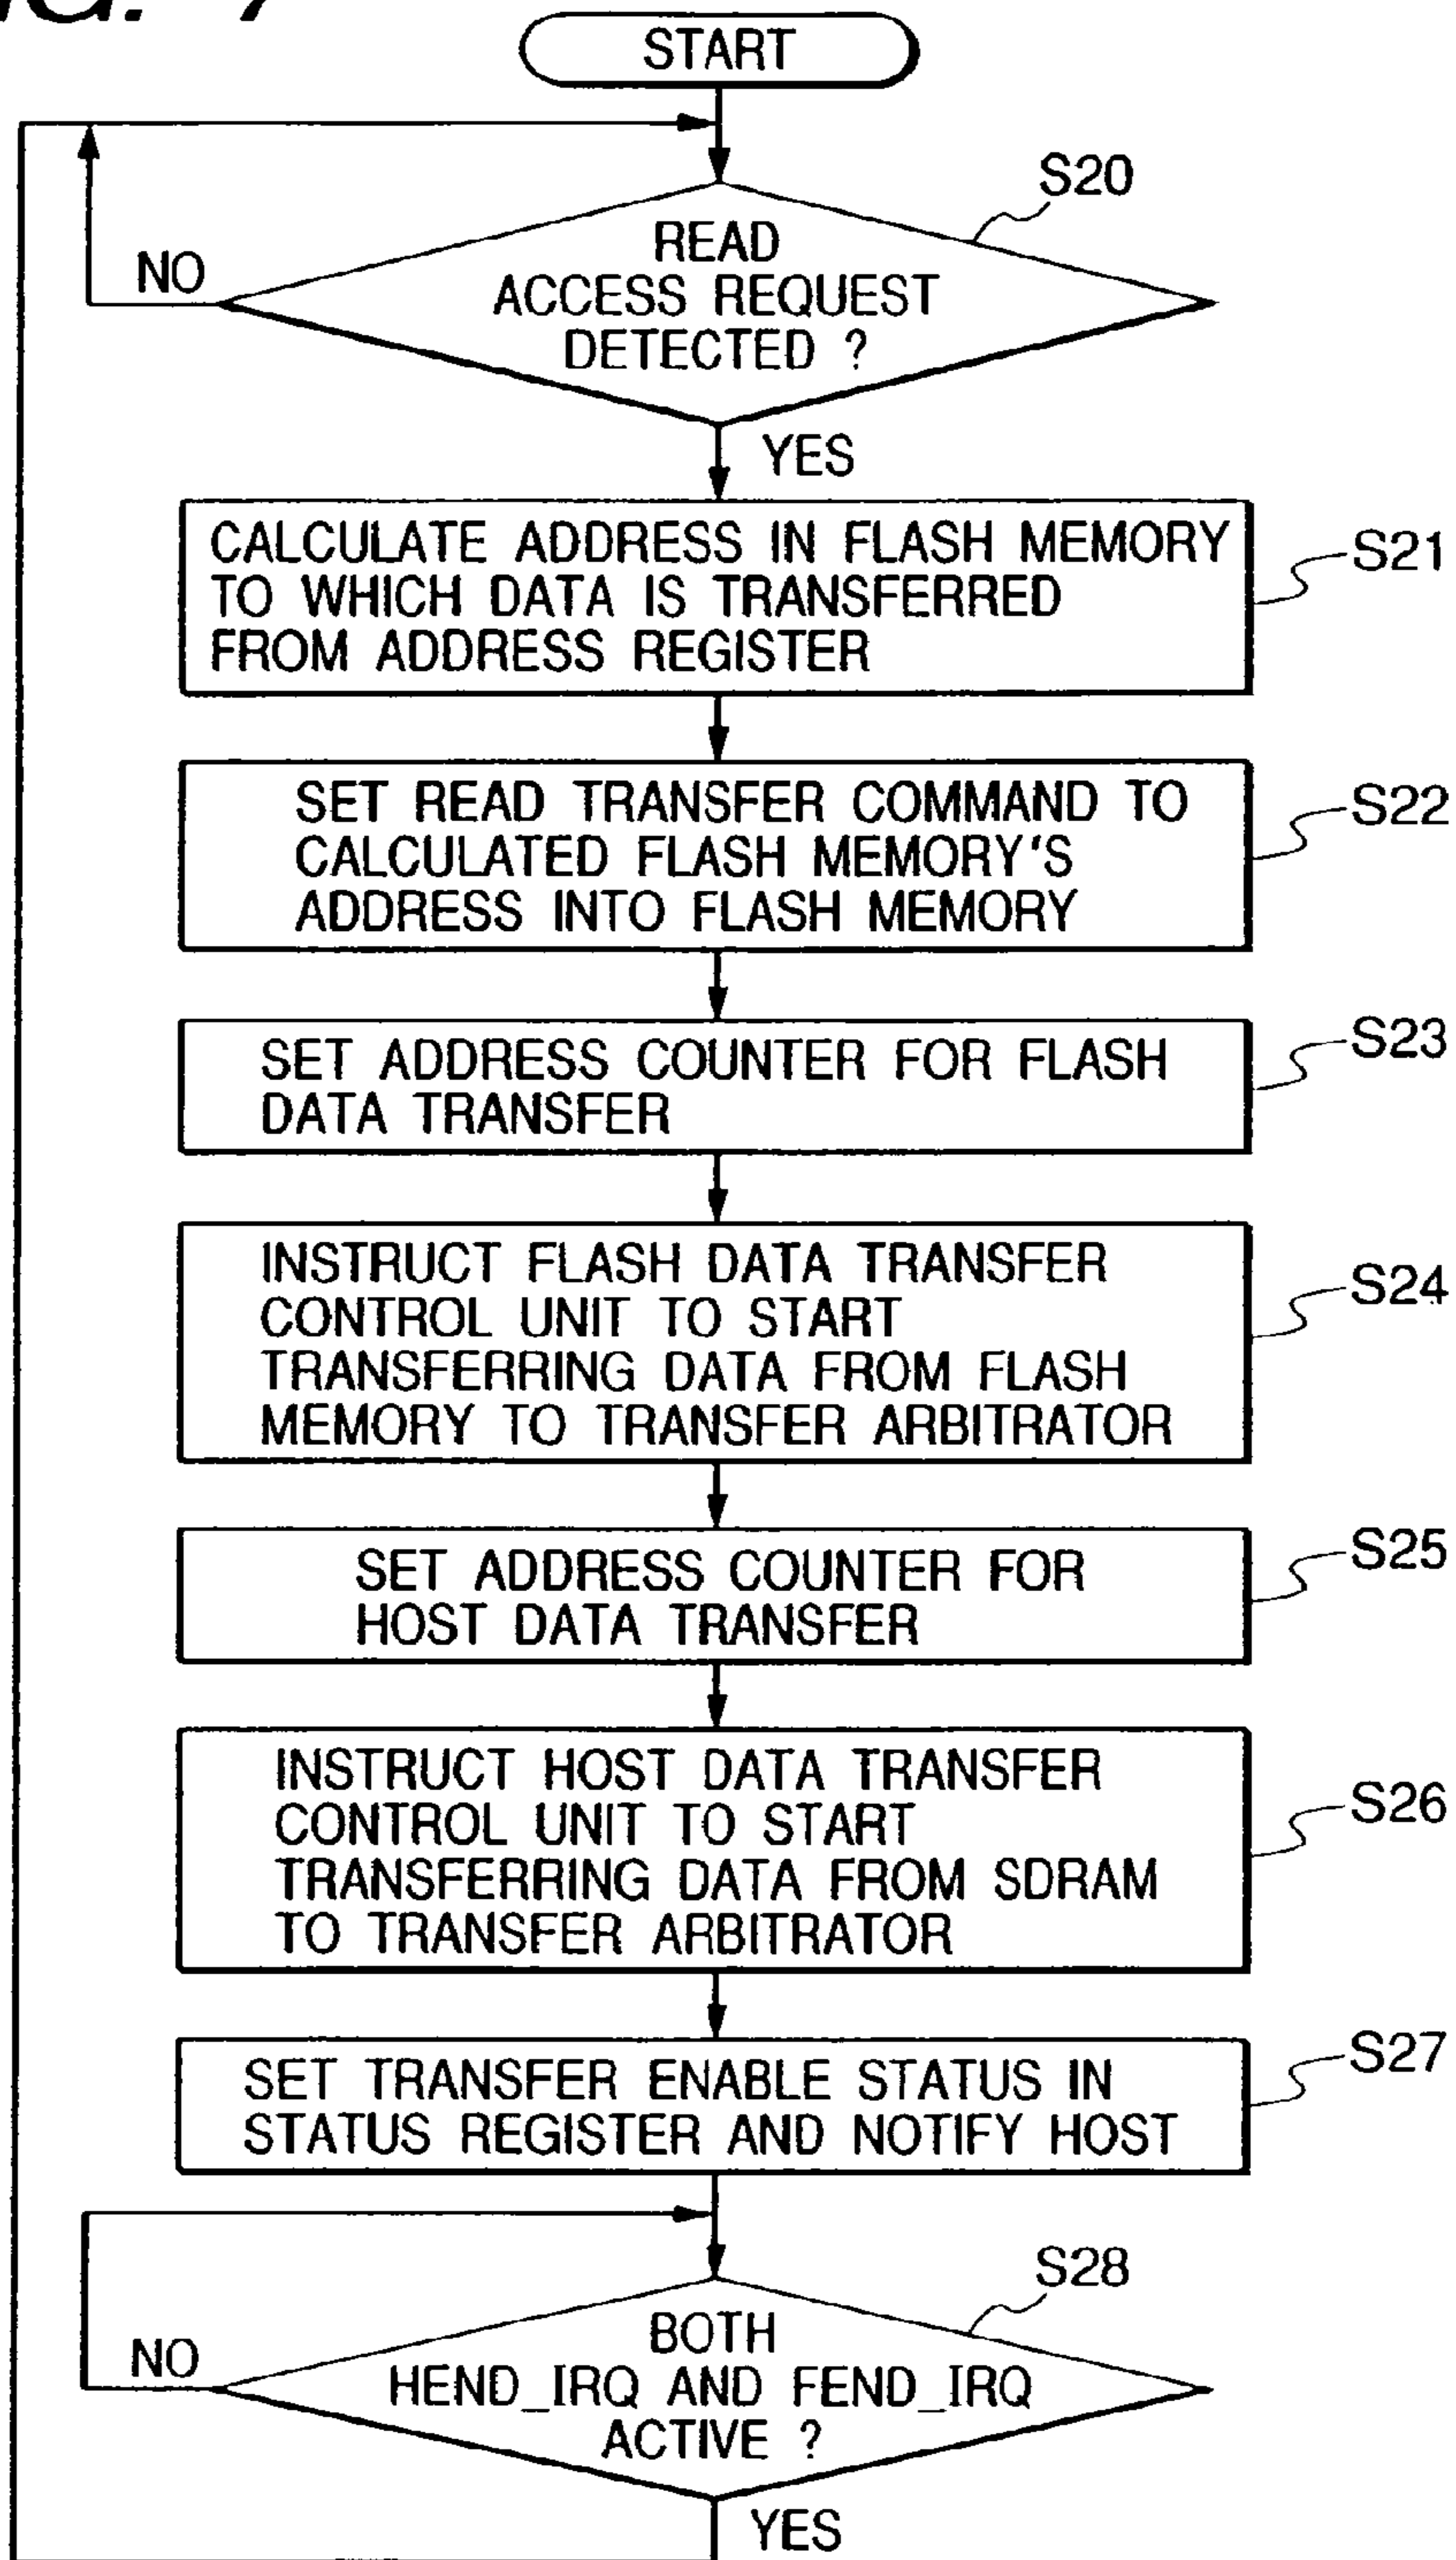 START
S20
READ
ACCESS REQUEST
DETECTED ?
NO
YES
CALCULATE ADDRESS IN FLASH MEMORY
TO WHICH DATA IS TRANSFERRED
FROM ADDRESS REGISTER
S21
SET READ TRANSFER COMMAND TO
CALCULATED FLASH MEMORY'S
ADDRESS INTO FLASH MEMORY
S22
SET ADDRESS COUNTER FOR FLASH
DATA TRANSFER
S23
INSTRUCT FLASH DATA TRANSFER
CONTROL UNIT TO START
TRANSFERRING DATA FROM FLASH
MEMORY TO TRANSFER ARBITRATOR
S24
SET ADDRESS COUNTER FOR
HOST DATA TRANSFER
S25
INSTRUCT HOST DATA TRANSFER
CONTROL UNIT TO START
TRANSFERRING DATA FROM SDRAM
TO TRANSFER ARBITRATOR
S26
SET TRANSFER ENABLE STATUS IN
STATUS REGISTER AND NOTIFY HOST
S27
S28
BOTH
HEND_IRQ AND FEND_IRQ
ACTIVE ?
NO
YES